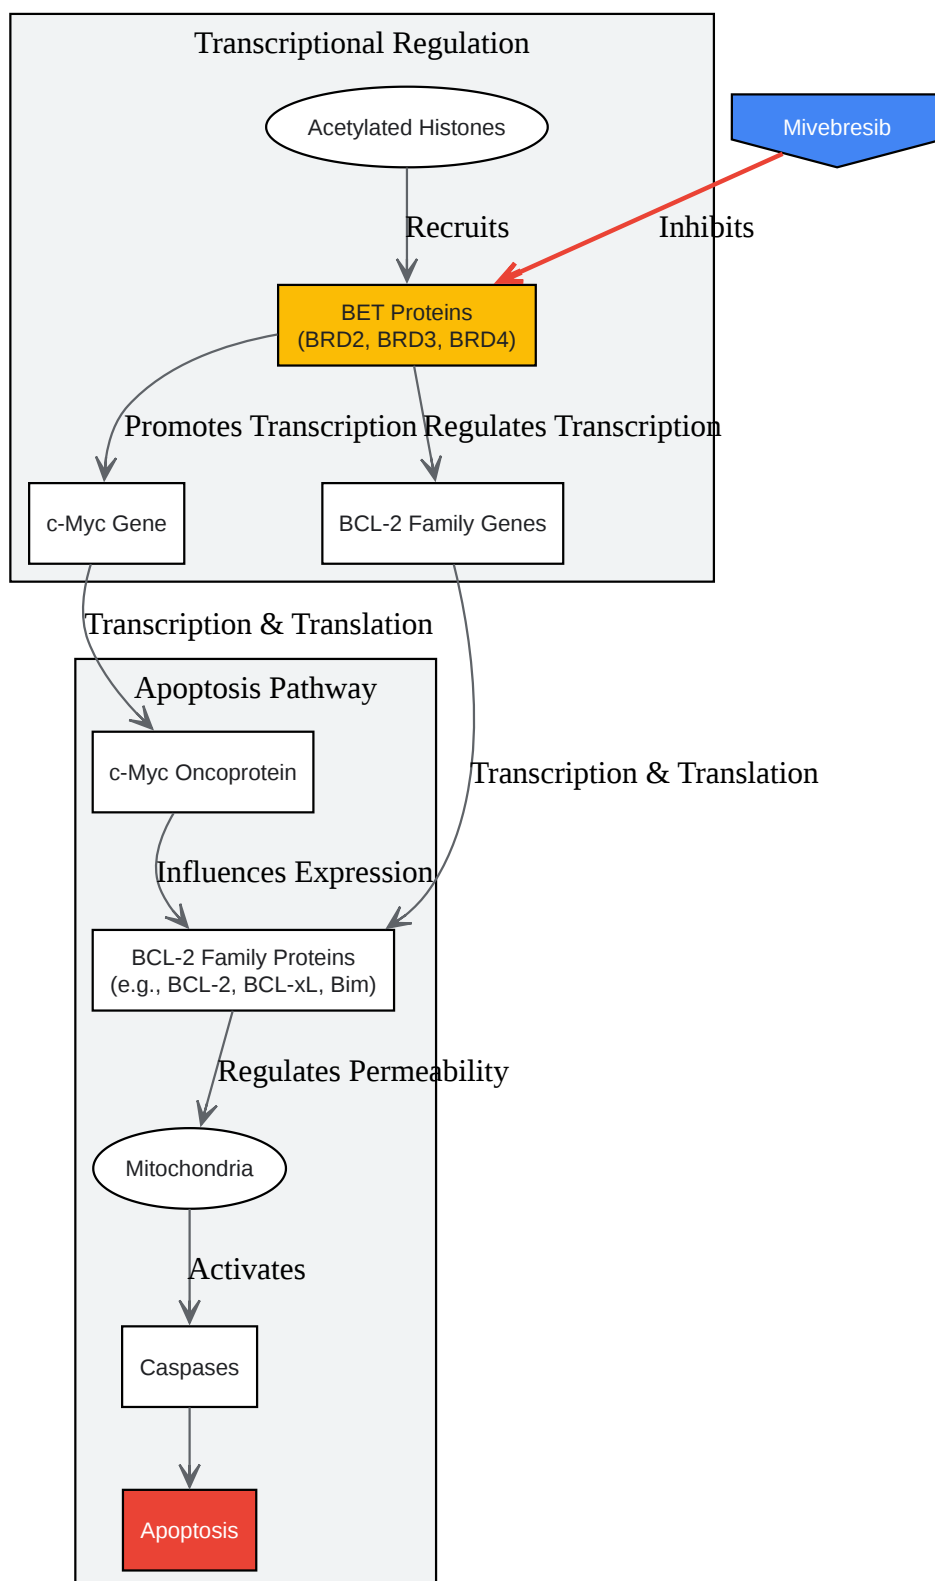 Transcriptional Regulation
Acetylated Histones
Mivebresib
Recruits
Inhibits
BET Proteins
(BRD2, BRD3, BRD4)
Promotes Transcription
Regulates Transcription
c-Myc Gene
BCL-2 Family Genes
Transcription & Translation
Apoptosis Pathway
c-Myc Oncoprotein
Transcription & Translation
Influences Expression
BCL-2 Family Proteins
(e.g., BCL-2, BCL-xL, Bim)
Regulates Permeability
Mitochondria
Activates
Caspases
Apoptosis